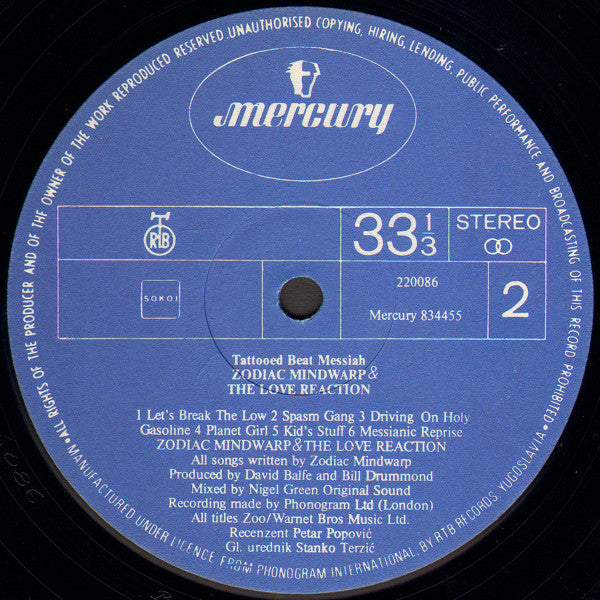 ALL RIGHTS OF THE PRODUCER AND OF THE OWNER OF THE WORK REPRODUCED RESERVED. UNAUTHORISED COPYING, HIRING, LENDING, PUBLIC PERFORMANCE AND BROADCASTING OF THIS RECORD PROHIBITED
mercury
RTB
33 1/3
STEREO
SOKOJ
220086
Mercury 834455
2
Tattooed Beat Messiah
ZODIAC MINDWARP &
THE LOVE REACTION
1 Let's Break The Low 2 Spasm Gang 3 Driving On Holy
Gasoline 4 Planet Girl 5 Kid's Stuff 6 Messianic Reprise
ZODIAC MINDWARP & THE LOVE REACTION
All songs written by Zodiac Mindwarp
Produced by David Balfe and Bill Drummond
Mixed by Nigel Green Original Sound
Recording made by Phonogram Ltd (London)
All titles Zoo/Warnet Bros Music Ltd.
Recenzent Petar Popović
Gl. urednik Stanko Terzić
• MANUFACTURED UNDER LICENCE FROM PHONOGRAM INTERNATIONAL, BY RTB RECORDS, YUGOSLAVIA •